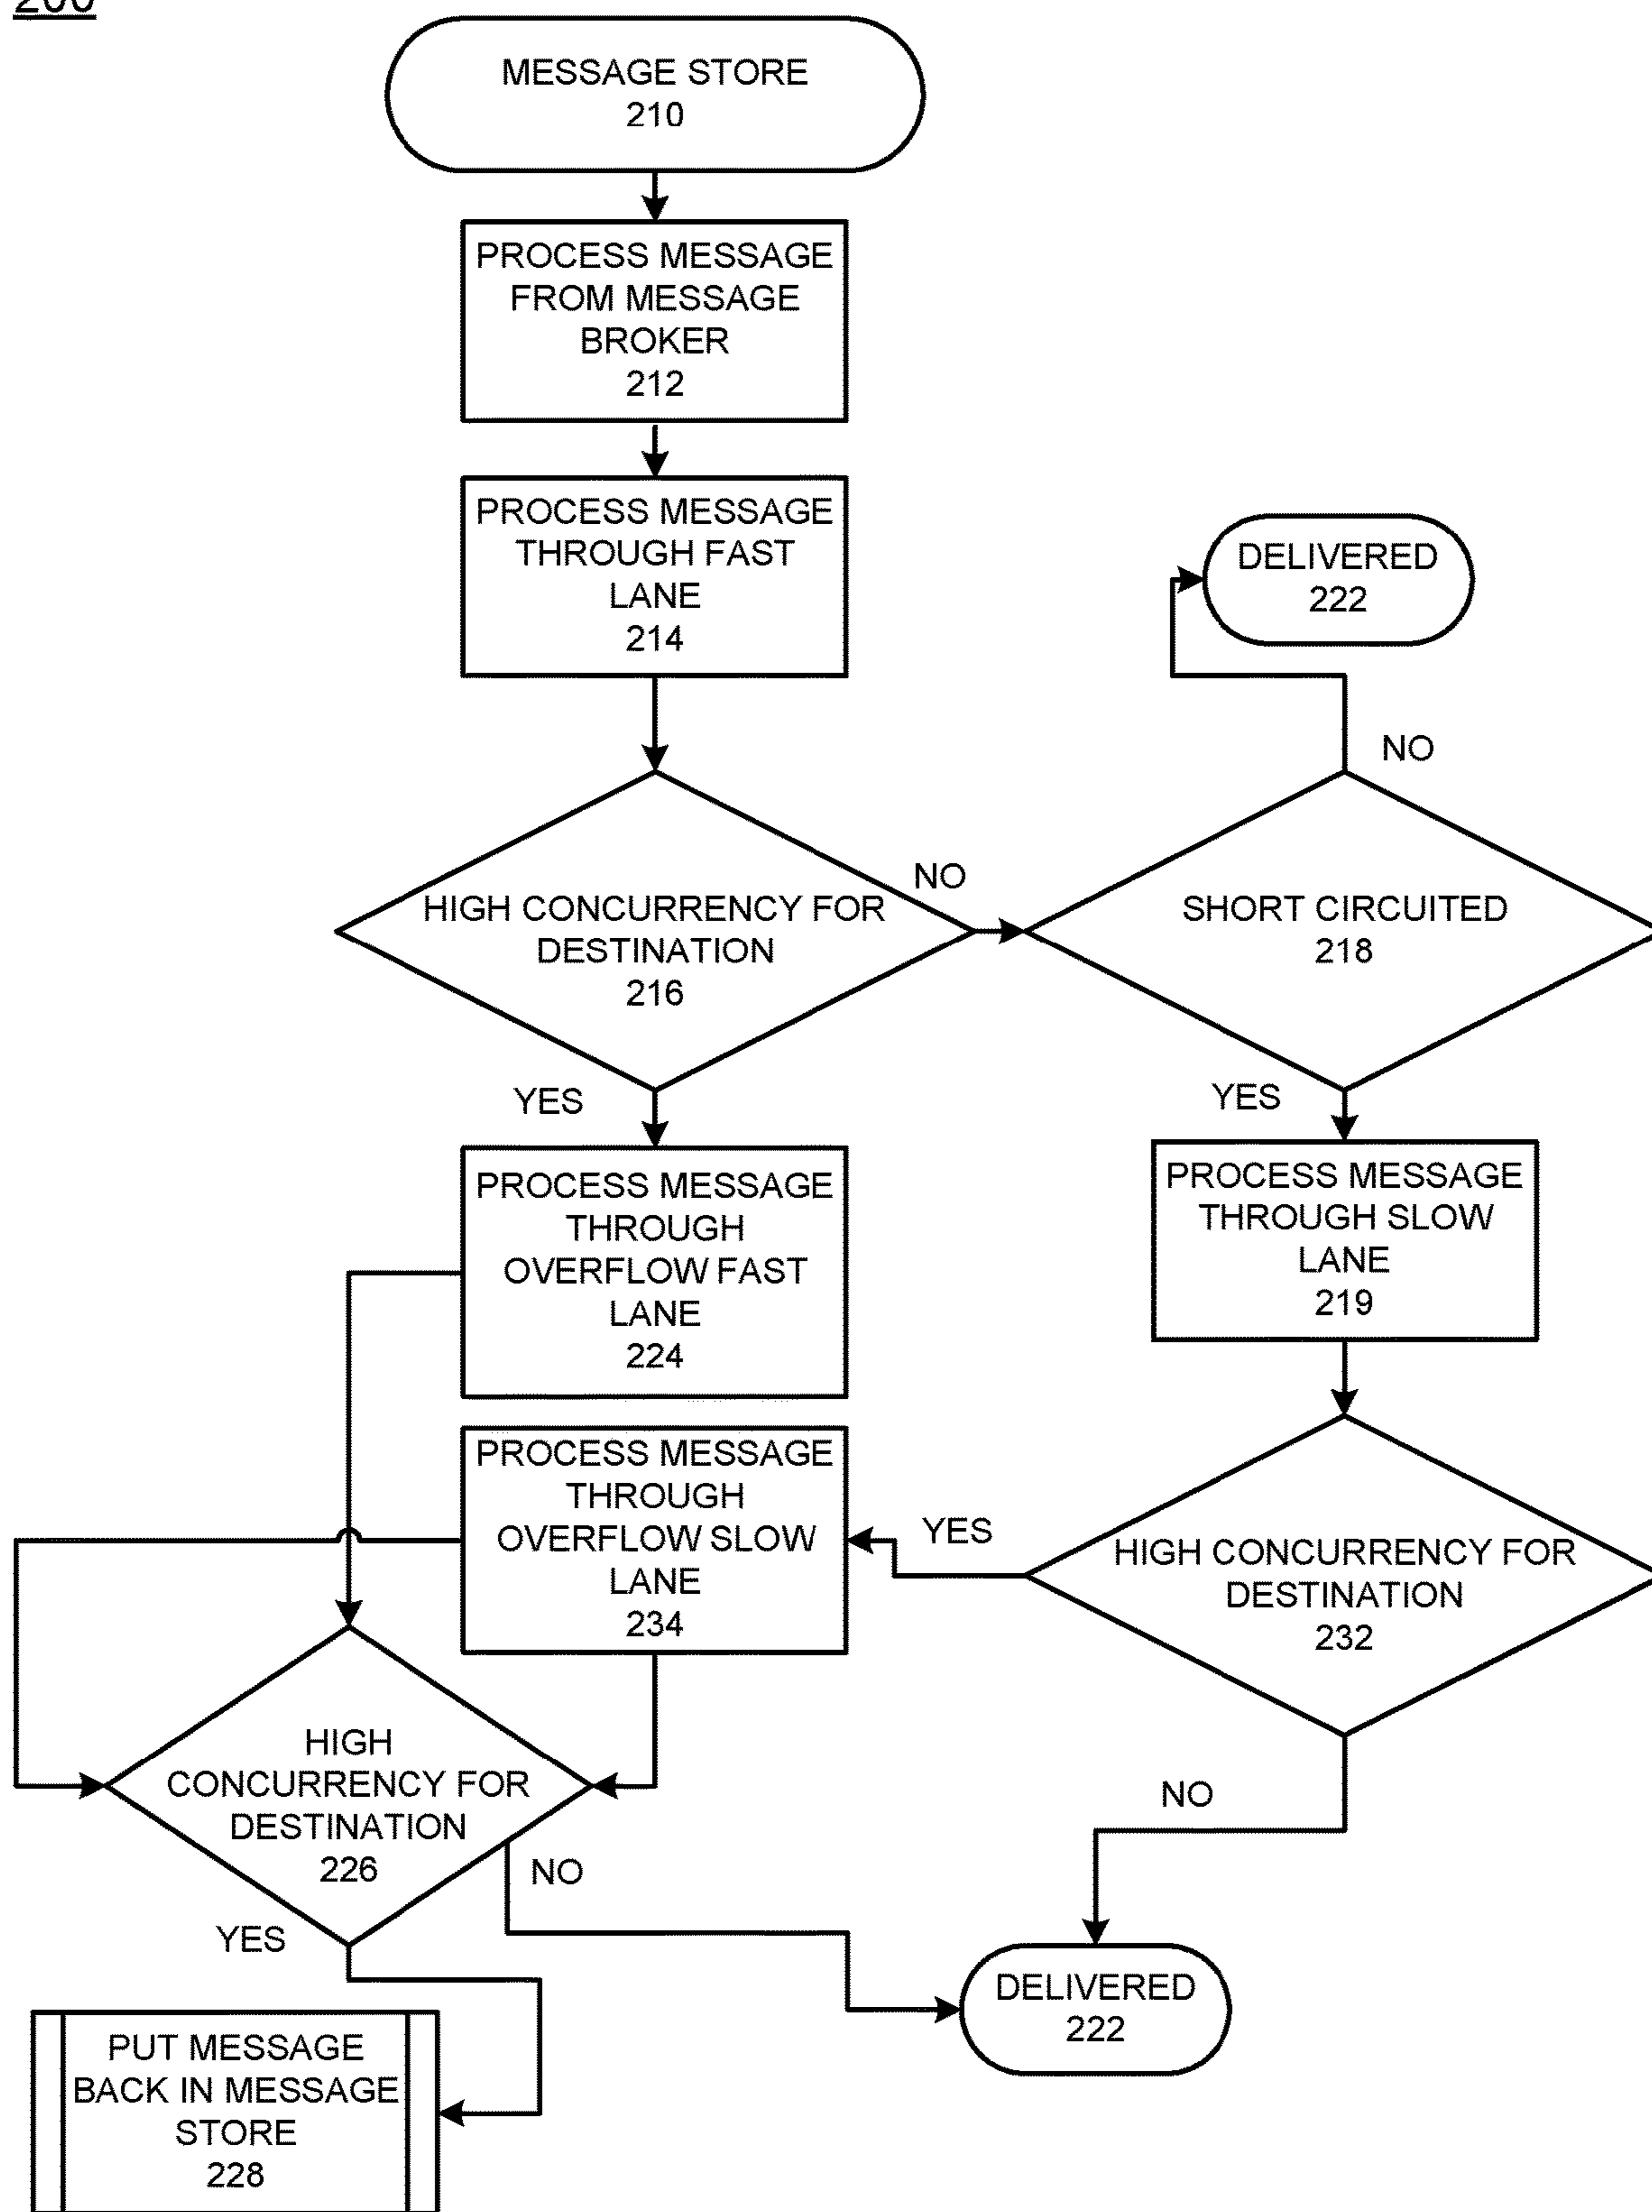 200
MESSAGE STORE
210
PROCESS MESSAGE
FROM MESSAGE
BROKER
212
PROCESS MESSAGE
THROUGH FAST
LANE
214
DELIVERED
222
NO
HIGH CONCURRENCY FOR
DESTINATION
216
NO
SHORT CIRCUITED
218
YES
YES
PROCESS MESSAGE
THROUGH OVERFLOW FAST
LANE
224
PROCESS MESSAGE
THROUGH SLOW
LANE
219
PROCESS MESSAGE
THROUGH
OVERFLOW SLOW
LANE
234
YES
HIGH CONCURRENCY FOR
DESTINATION
232
HIGH
CONCURRENCY FOR
DESTINATION
226
NO
NO
YES
DELIVERED
222
PUT MESSAGE
BACK IN MESSAGE
STORE
228